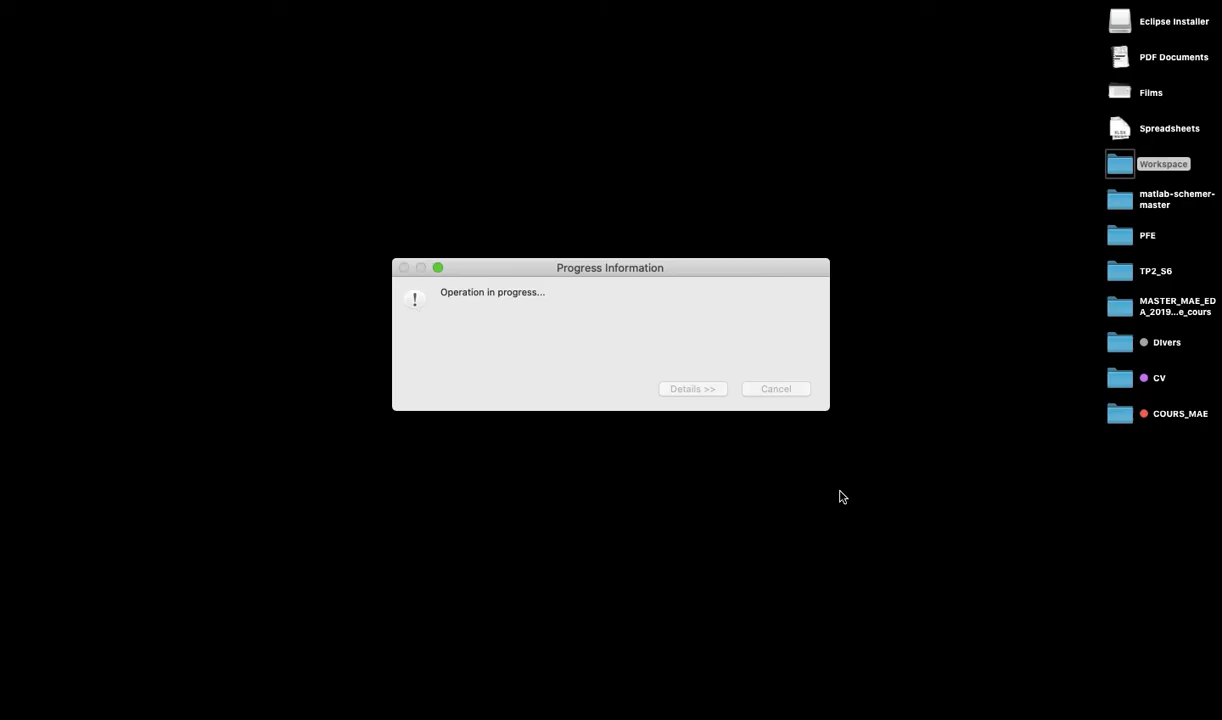 Eclipse Installer
PDF Documents
Films
Spreadsheets
Workspace
matlab-schemer-
master
PFE
TP2_S6
MASTER_MAE_ED
A_2019...e_cours
DIvers
CV
COURS_MAE
Progress Information
Operation in progress...
Details >>
Cancel